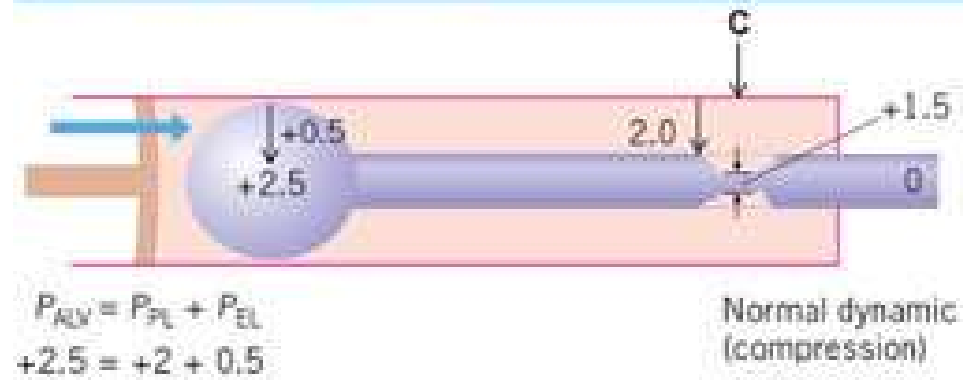 C
+1.5
+0.5
2.0
+2.5
0
P_ALV = P_PL + P_EL
+2.5 = +2 + 0.5
Normal dynamic
(compression)